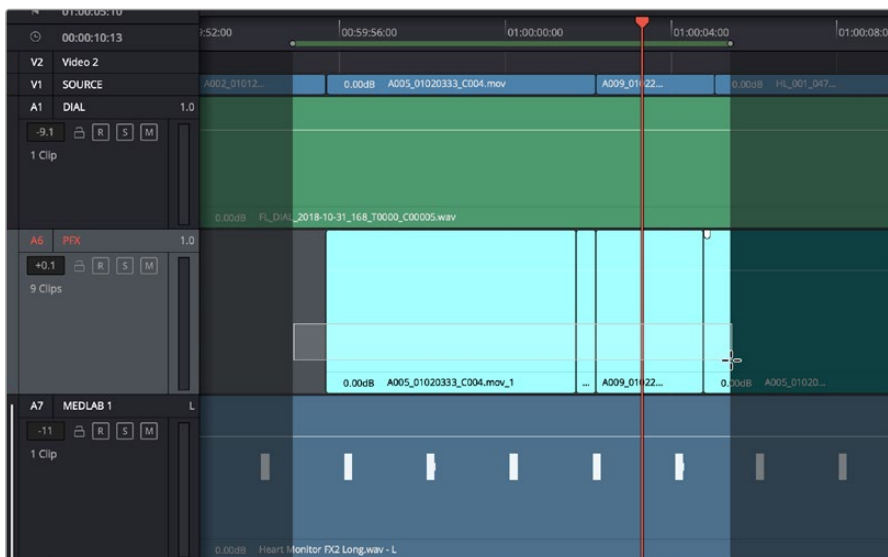 01:00:05:10
00:00:10:13
9:52:00
00:59:56:00
01:00:00:00
01:00:04:00
01:00:08:0
V2 Video 2
V1 SOURCE
A002_01012...
0.00dB A005_01020333_C004.mov
A009_01022...
0.00dB HL_001_047...
A1 DIAL 1.0
-9.1 R S M
1 Clip
0.00dB FL_DIAL_2018-10-31_168_T0000_C00005.wav
A6 PFX 1.0
+0.1 R S M
9 Clips
0.00dB A005_01020333_C004.mov_1
...
A009_01022...
0.00dB A005_01020...
A7 MEDLAB 1 L
-11 R S M
1 Clip
0.00dB Heart Monitor FX2 Long.wav - L